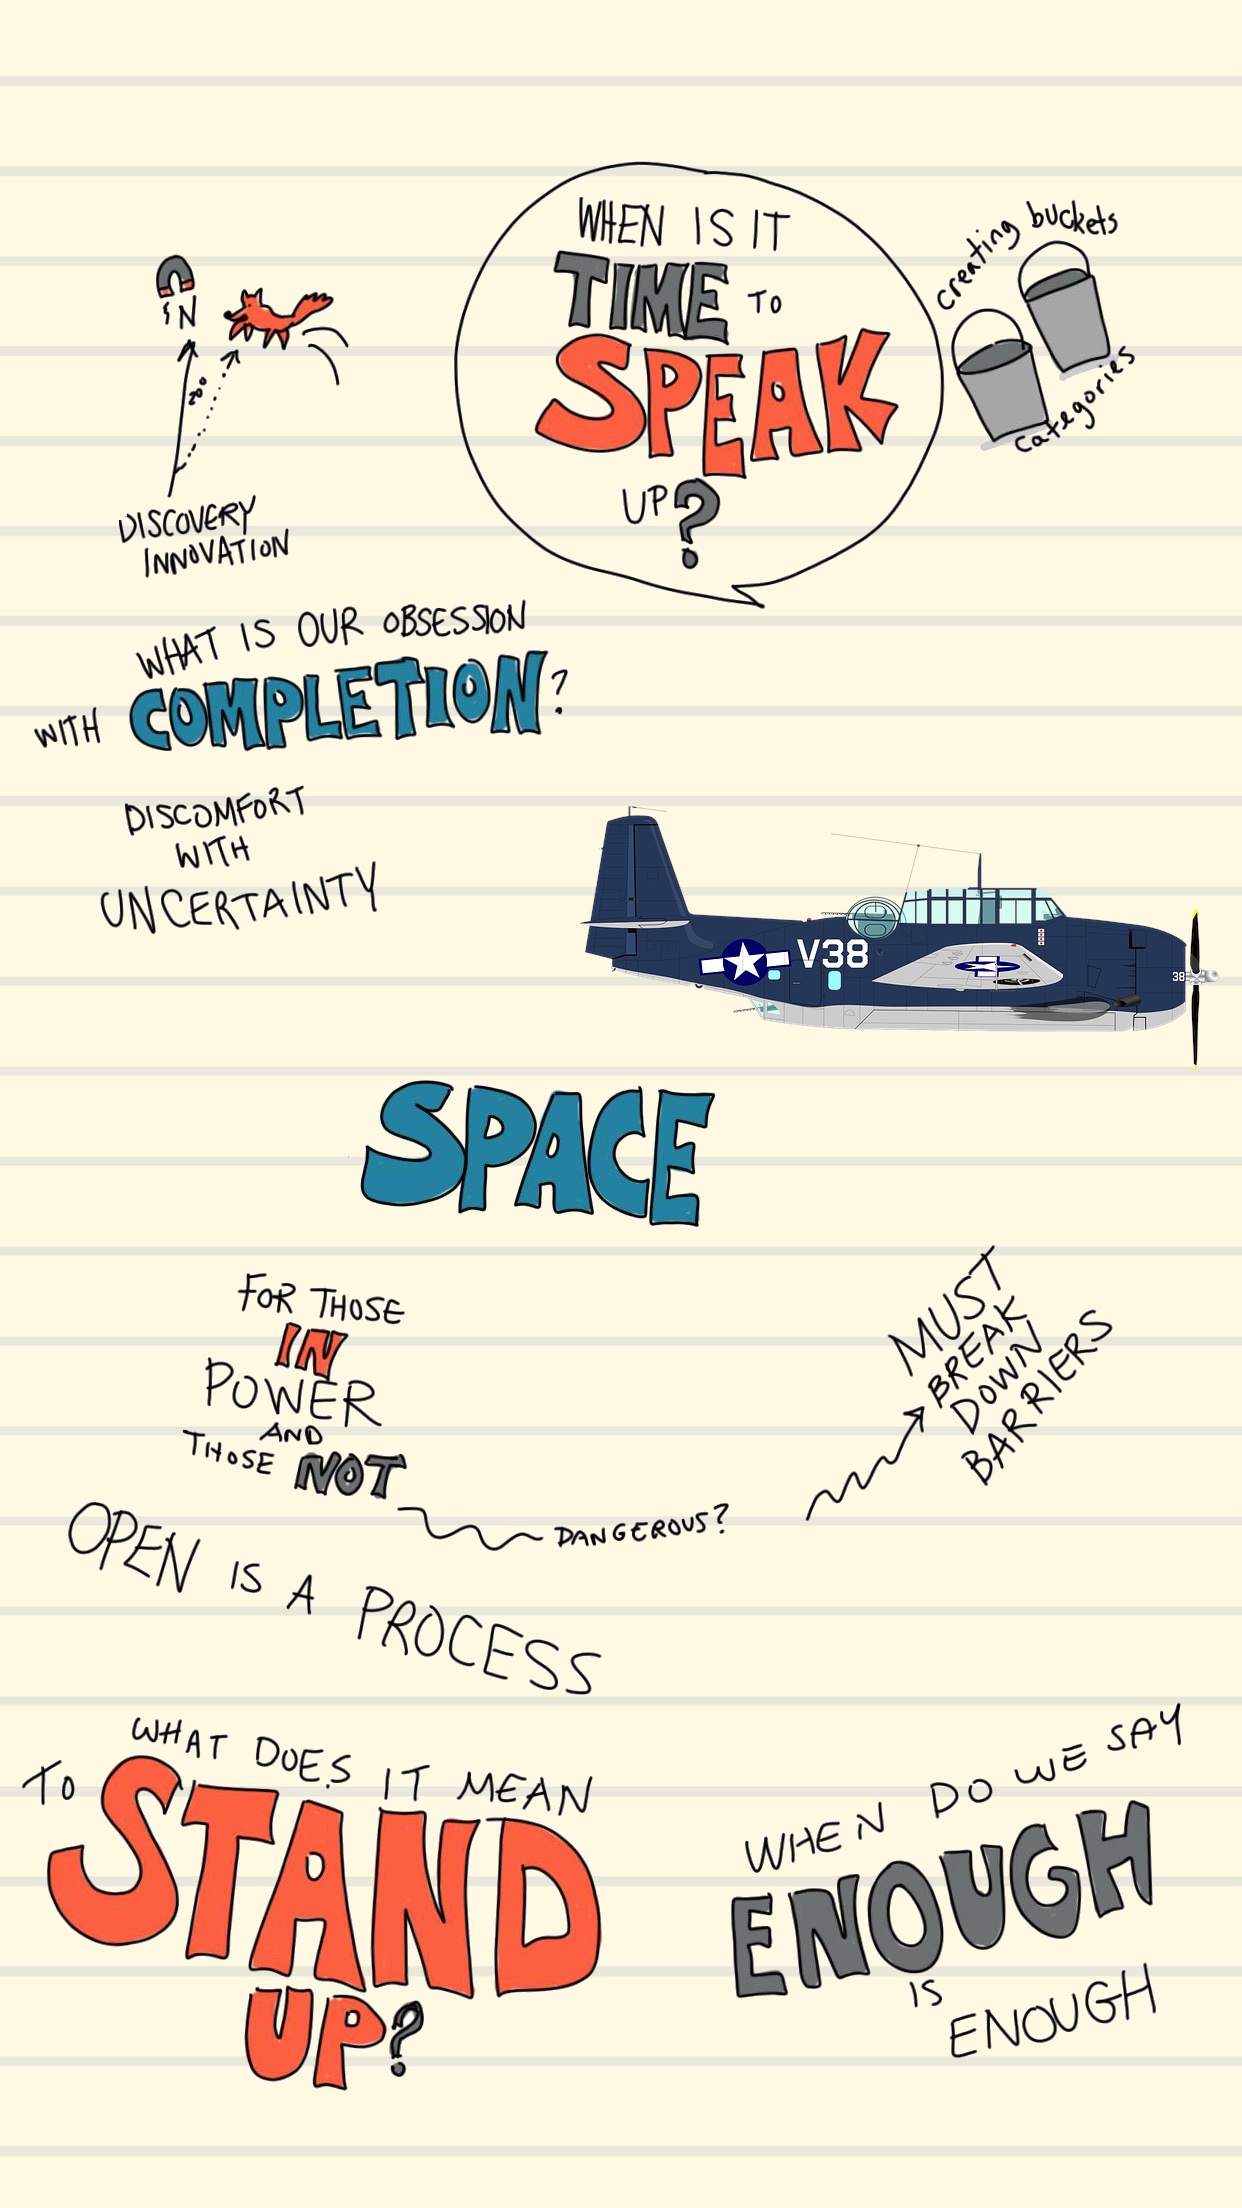 N
20°
DISCOVERY
INNOVATION
WHEN IS IT
TIME TO
SPEAK
UP?
creating buckets
categories
WHAT IS OUR OBSESSION
WITH COMPLETION?
DISCOMFORT
WITH
UNCERTAINTY
V38
38
SPACE
FOR THOSE
IN
POWER
AND
THOSE NOT
DANGEROUS?
MUST
BREAK
DOWN
BARRIERS
OPEN IS A PROCESS
WHAT DOES IT MEAN
TO STAND
UP?
WHEN DO WE SAY
ENOUGH
IS
ENOUGH